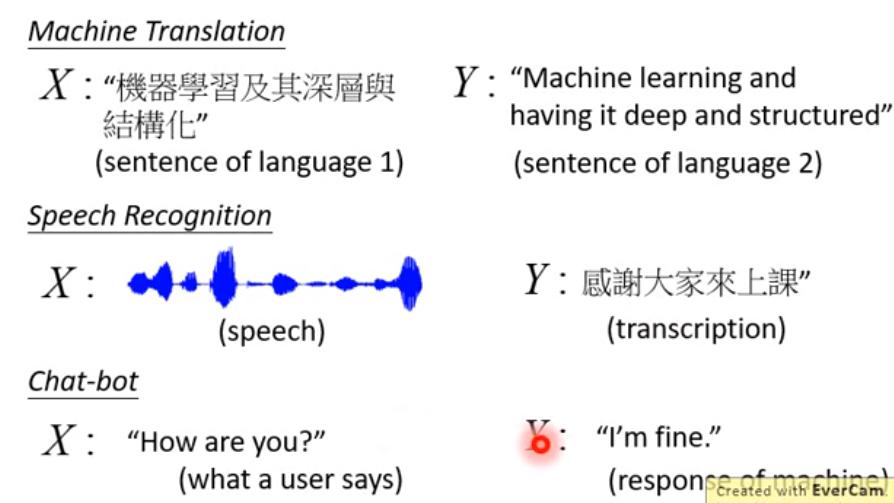 Machine Translation
X : “機器學習及其深層與
結構化”
(sentence of language 1)
Y : “Machine learning and
having it deep and structured”
(sentence of language 2)
Speech Recognition
X :
(speech)
Y : 感謝大家來上課”
(transcription)
Chat-bot
X : “How are you?”
(what a user says)
Y : “I’m fine.”
(response of machine)
Created with EverCam.